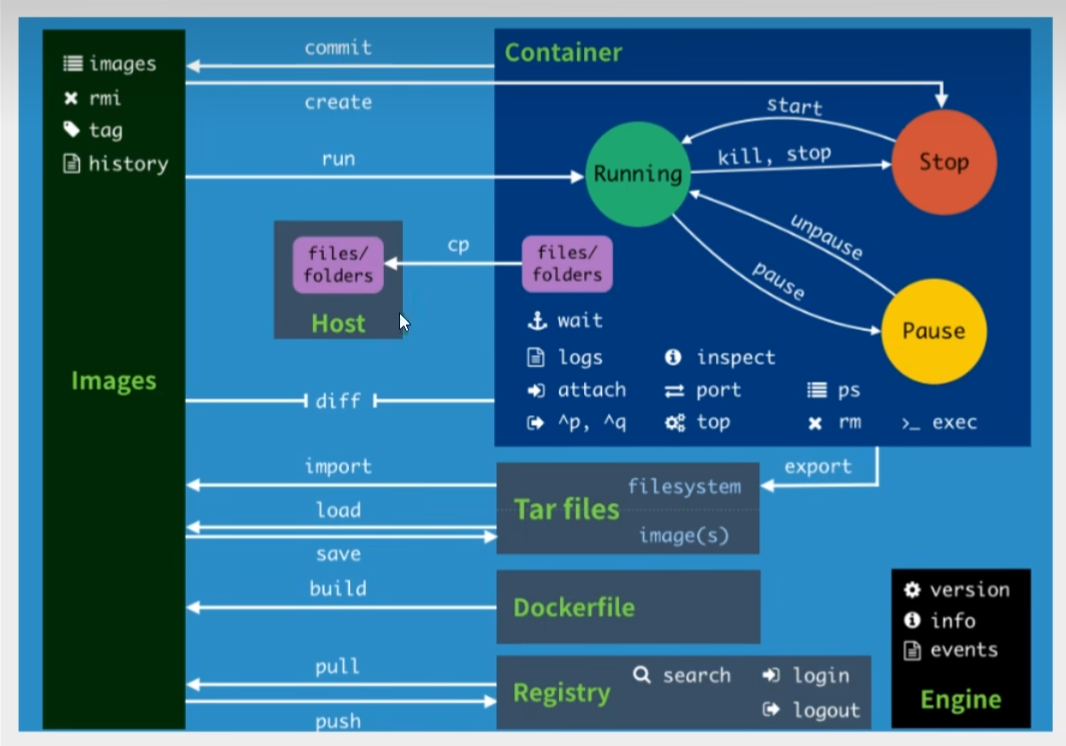 images
rmi
tag
history
Images
commit
create
run
cp
files/
folders
Host
diff
import
load
save
build
pull
push
Container
Running
start
kill, stop
Stop
unpause
pause
Pause
files/
folders
wait
logs
inspect
attach
port
ps
^p, ^q
top
rm
>_ exec
export
Tar files
filesystem
image(s)
Dockerfile
Registry
search
login
logout
version
info
events
Engine